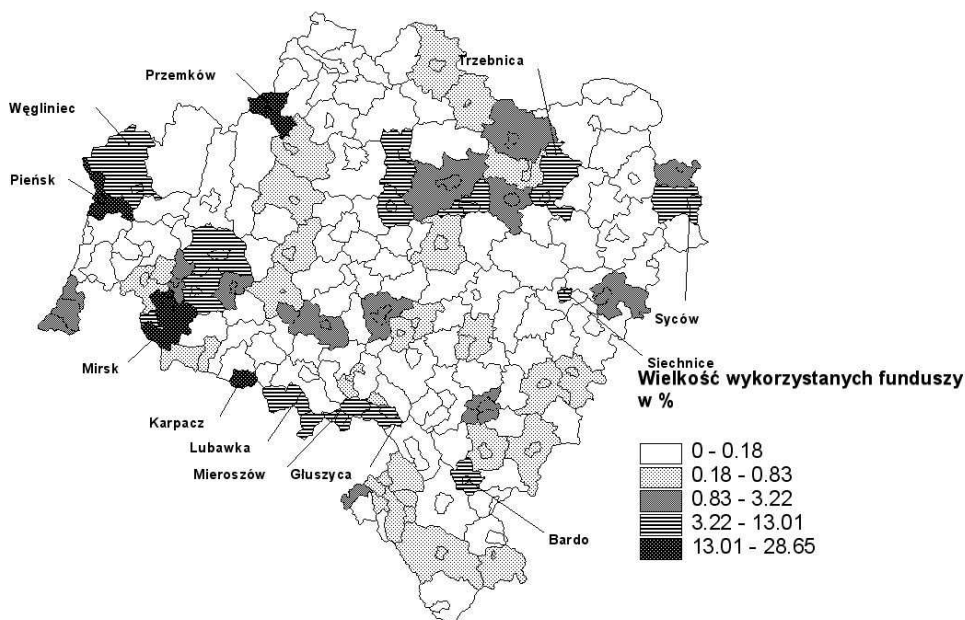 Trzebnica
Przemków
Węgliniec
Pieńsk
Syców
Siechnice
Mirsk
Wielkość wykorzystanych funduszy
w %
Karpacz
Lubawka
Mieroszów
Głuszyca
0 - 0.18
0.18 - 0.83
0.83 - 3.22
3.22 - 13.01
13.01 - 28.65
Bardo